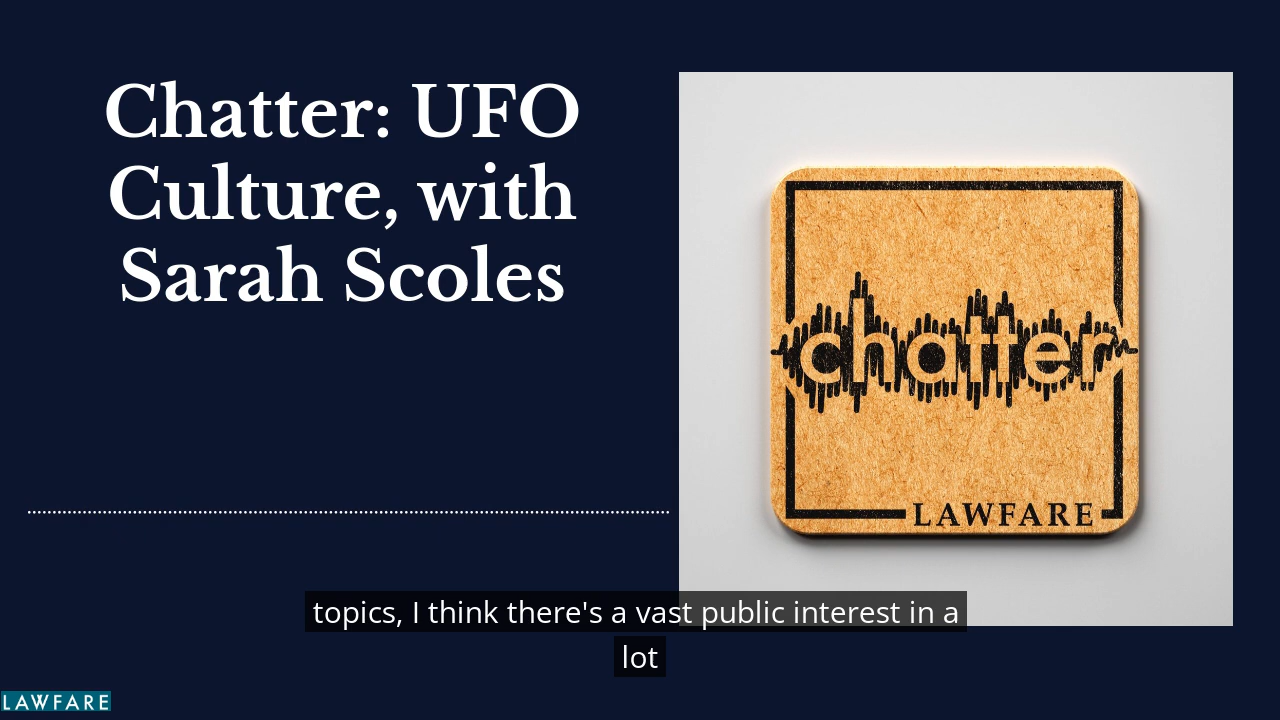 Chatter: UFO
Culture, with
Sarah Scoles
chatter
LAWFARE
topics, I think there's a vast public interest in a
lot
LAWFARE